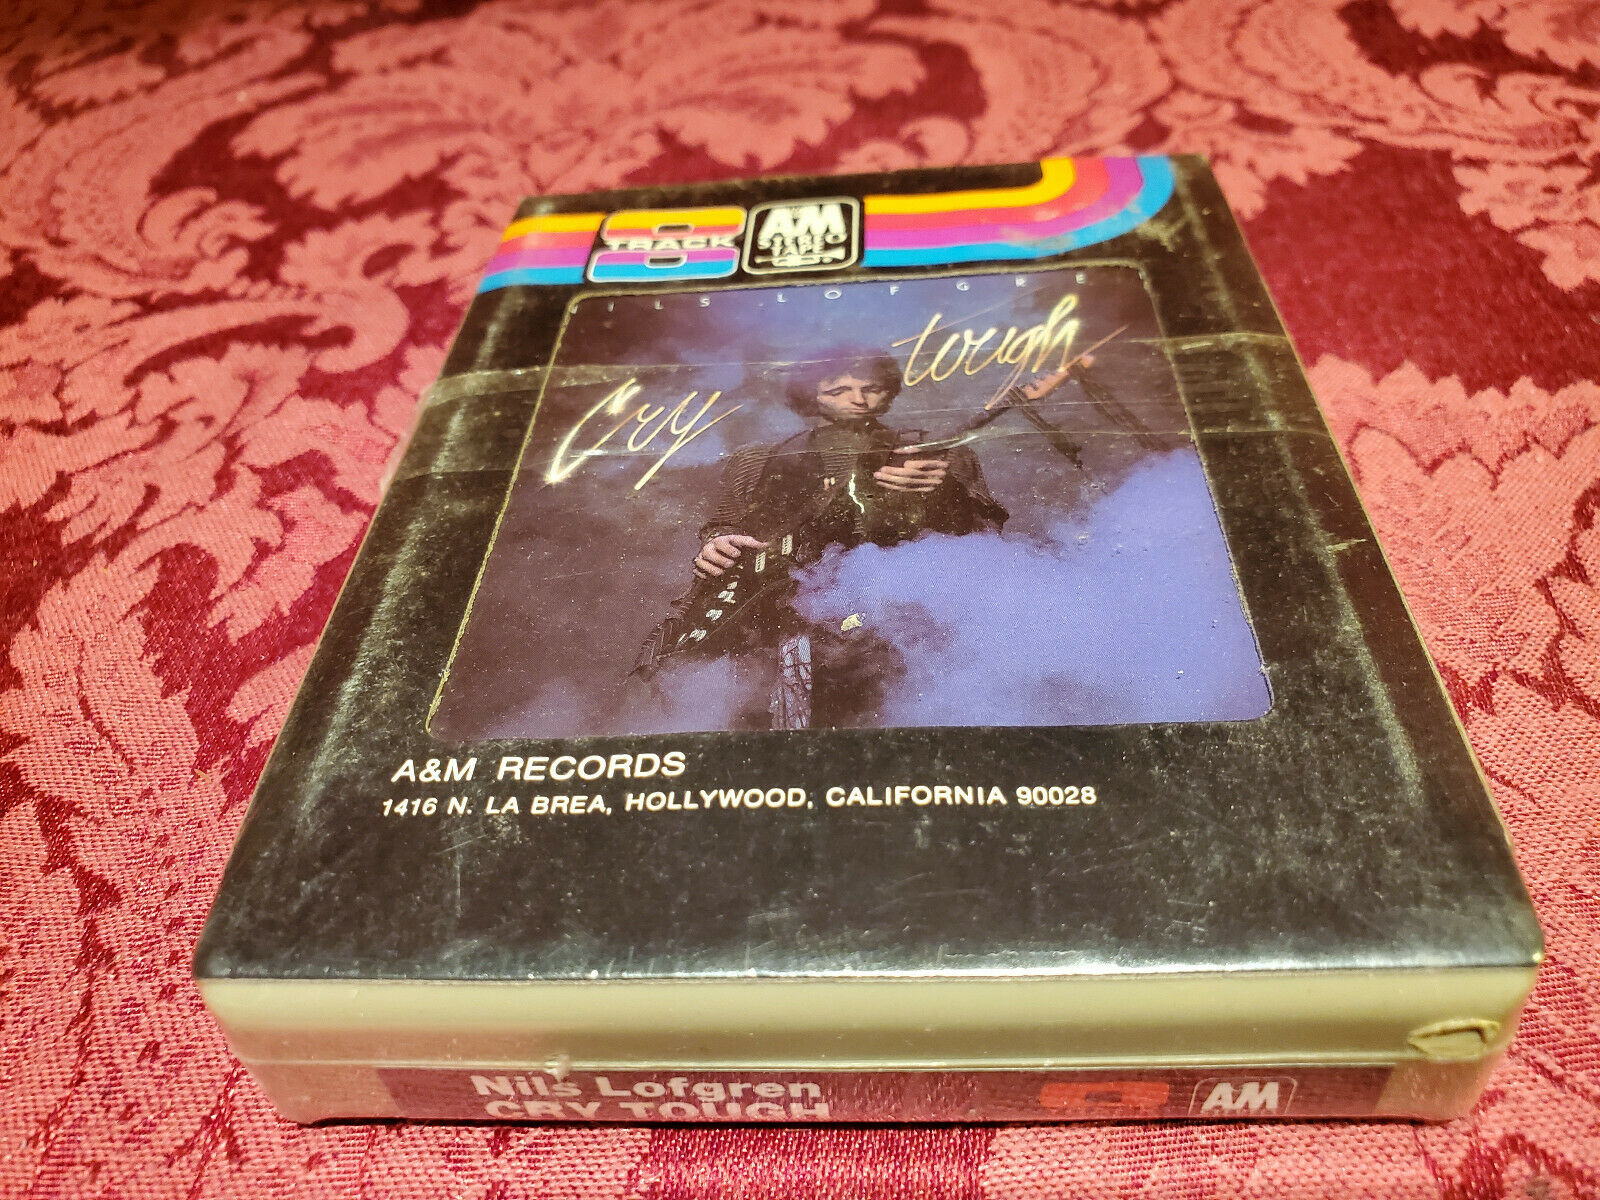 8
TRACK
A&M
STEREO
TAPE
ILS LOFGRE
Cry tough
A&M RECORDS
1416 N. LA BREA, HOLLYWOOD, CALIFORNIA 90028
Nils Lofgren
CRY TOUGH
A&M